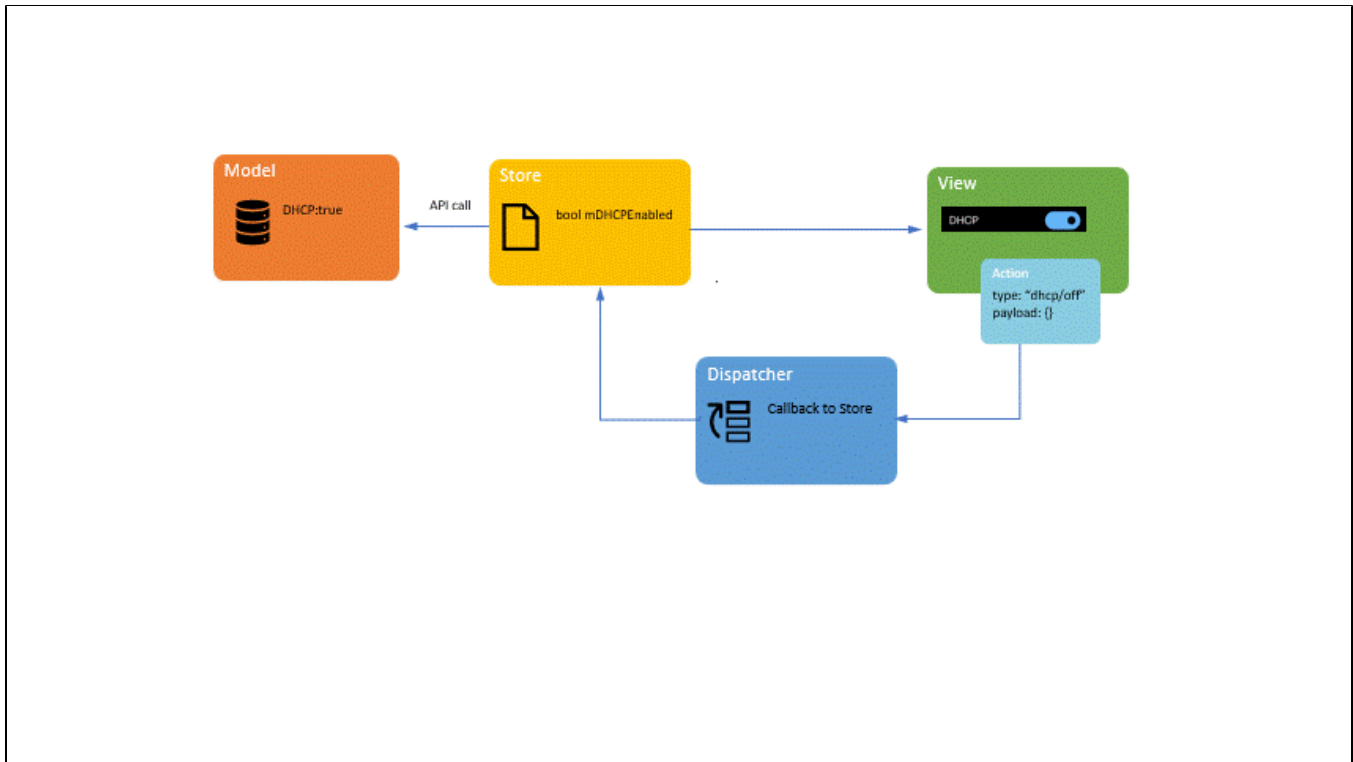 Model
DHCP:true
API call
Store
bool mDHCPEnabled
View
DHCP
Action
type: “dhcp/off”
payload: {}
Dispatcher
Callback to Store
.